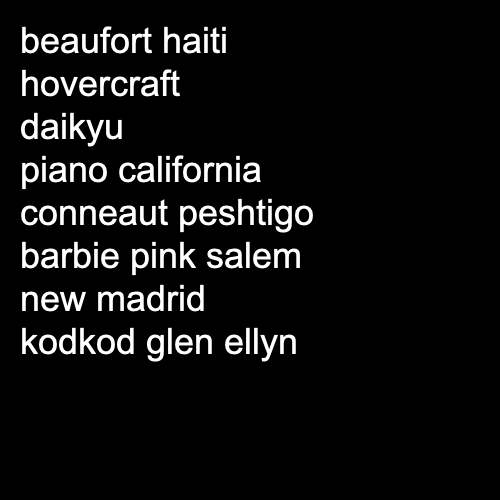 beaufort haiti
hovercraft
daikyu
piano california
conneaut peshtigo
barbie pink salem
new madrid
kodkod glen ellyn